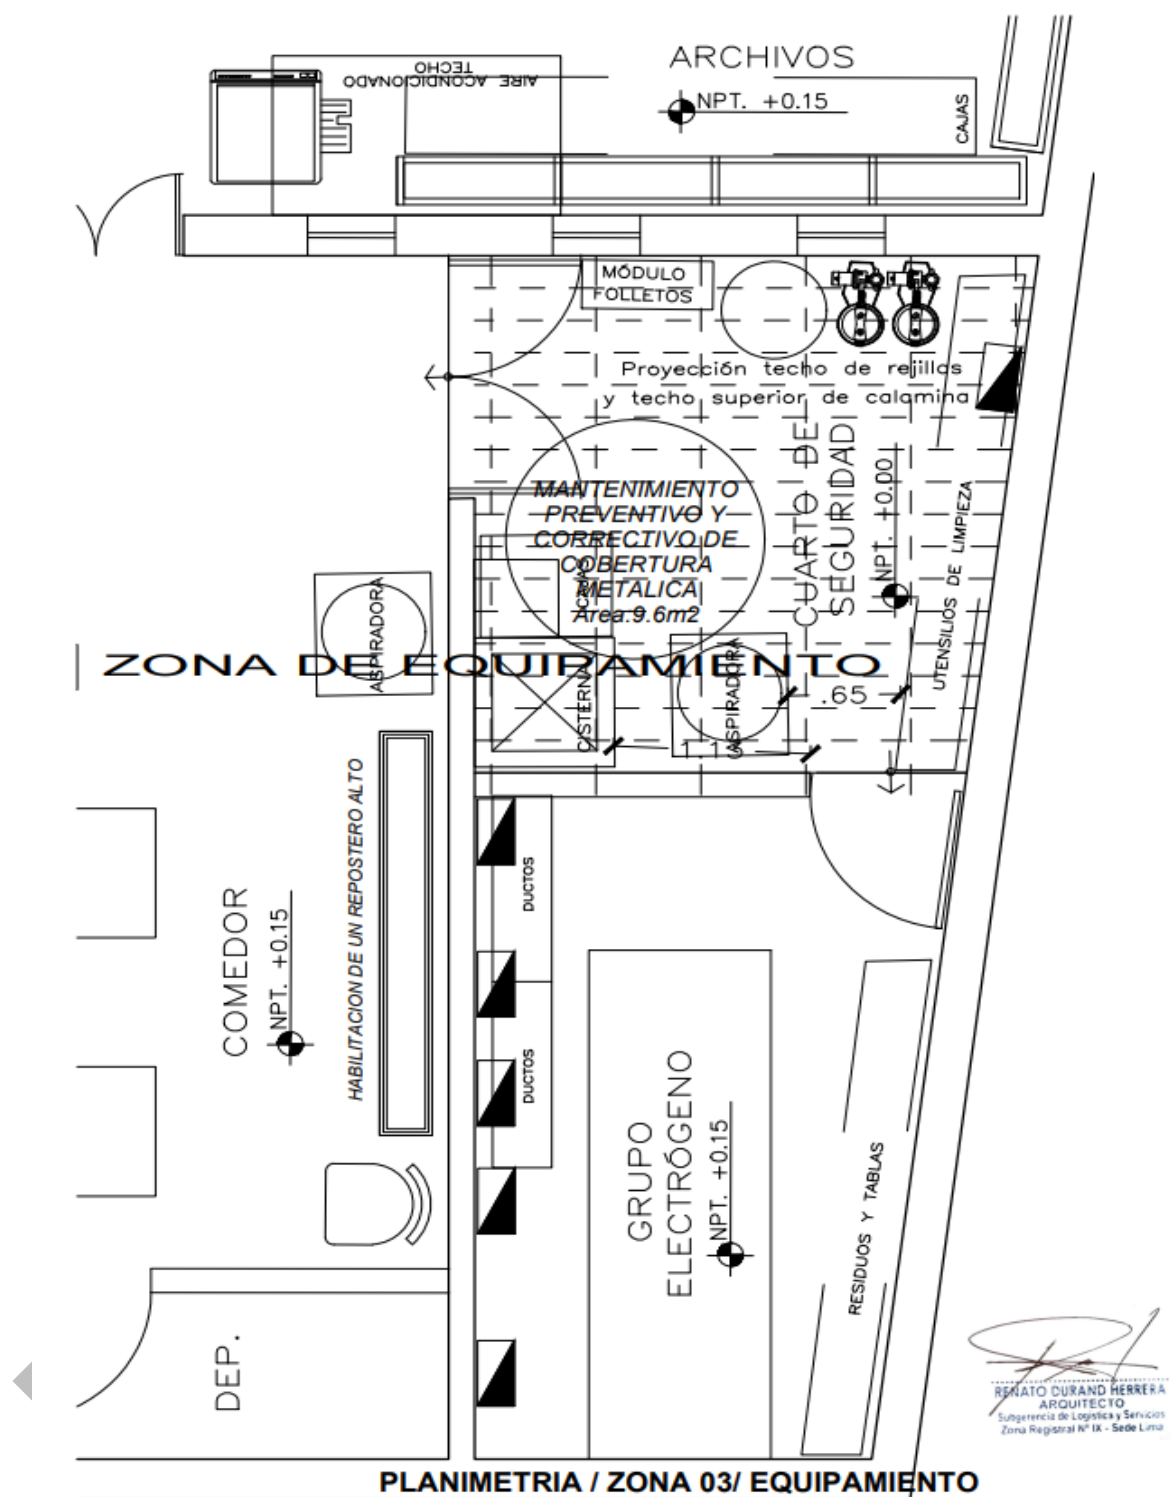 ARCHIVOS
AIRE ACONDICIONADO
TECHO
NPT. +0.15
CAJAS
MÓDULO
FOLLETOS
Proyección techo de rejillas
y techo superior de calamina
CUARTO DE
SEGURIDAD
NPT. +0.00
MANTENIMIENTO
PREVENTIVO Y
CORRECTIVO DE
COBERTURA
METALICA
Area.9.6m2
CAJAS
UTENSILIOS DE LIMPIEZA
ASPIRADORA
ZONA DE EQUIPAMIENTO
CISTERNA
ASPIRADORA
.65
1.15
HABILITACION DE UN REPOSTERO ALTO
COMEDOR
NPT. +0.15
DUCTOS
DUCTOS
GRUPO
ELECTRÓGENO
NPT. +0.15
RESIDUOS Y TABLAS
DEP.
RENATO DURAND HERRERA
ARQUITECTO
Subgerencia de Logística y Servicios
Zona Registral N° IX - Sede Lima
PLANIMETRIA / ZONA 03/ EQUIPAMIENTO